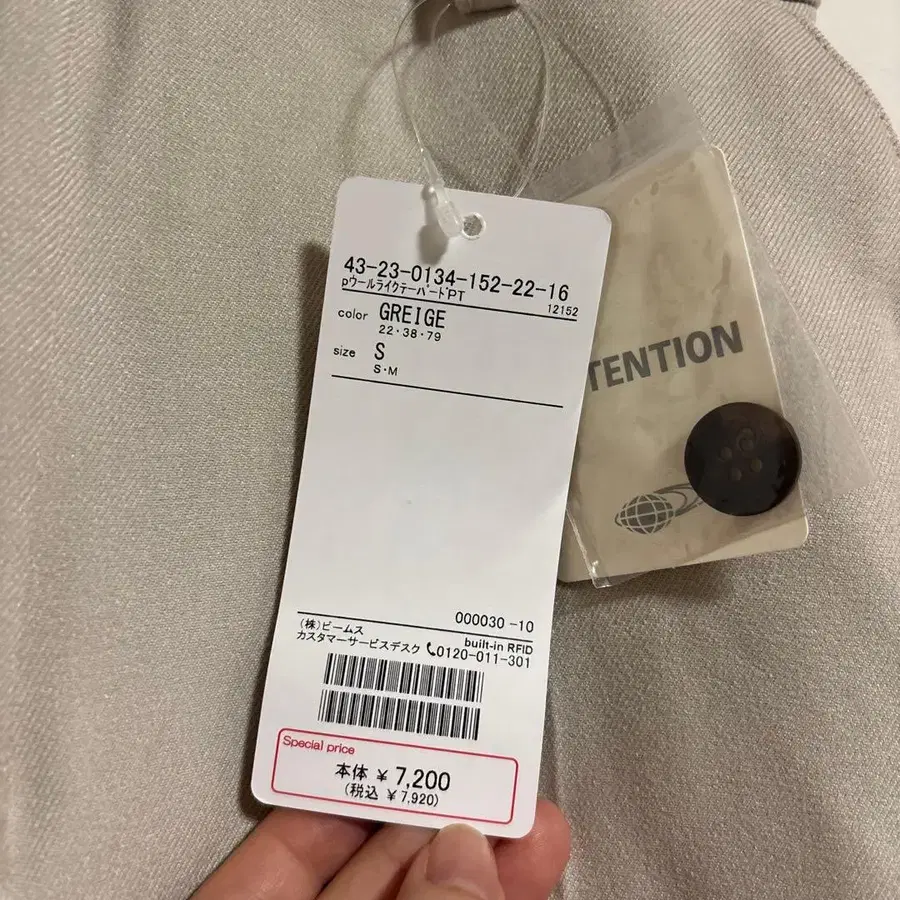 43-23-0134-152-22-16
pウールライクテーパードPT
12152
color GREIGE
22・38・79
size S
S・M
TENTION
000030 -10
(株)ビームス
built-in RFID
カスタマーサービスデスク 0120-011-301
Special price
本体 ¥ 7,200
(税込 ¥ 7,920)